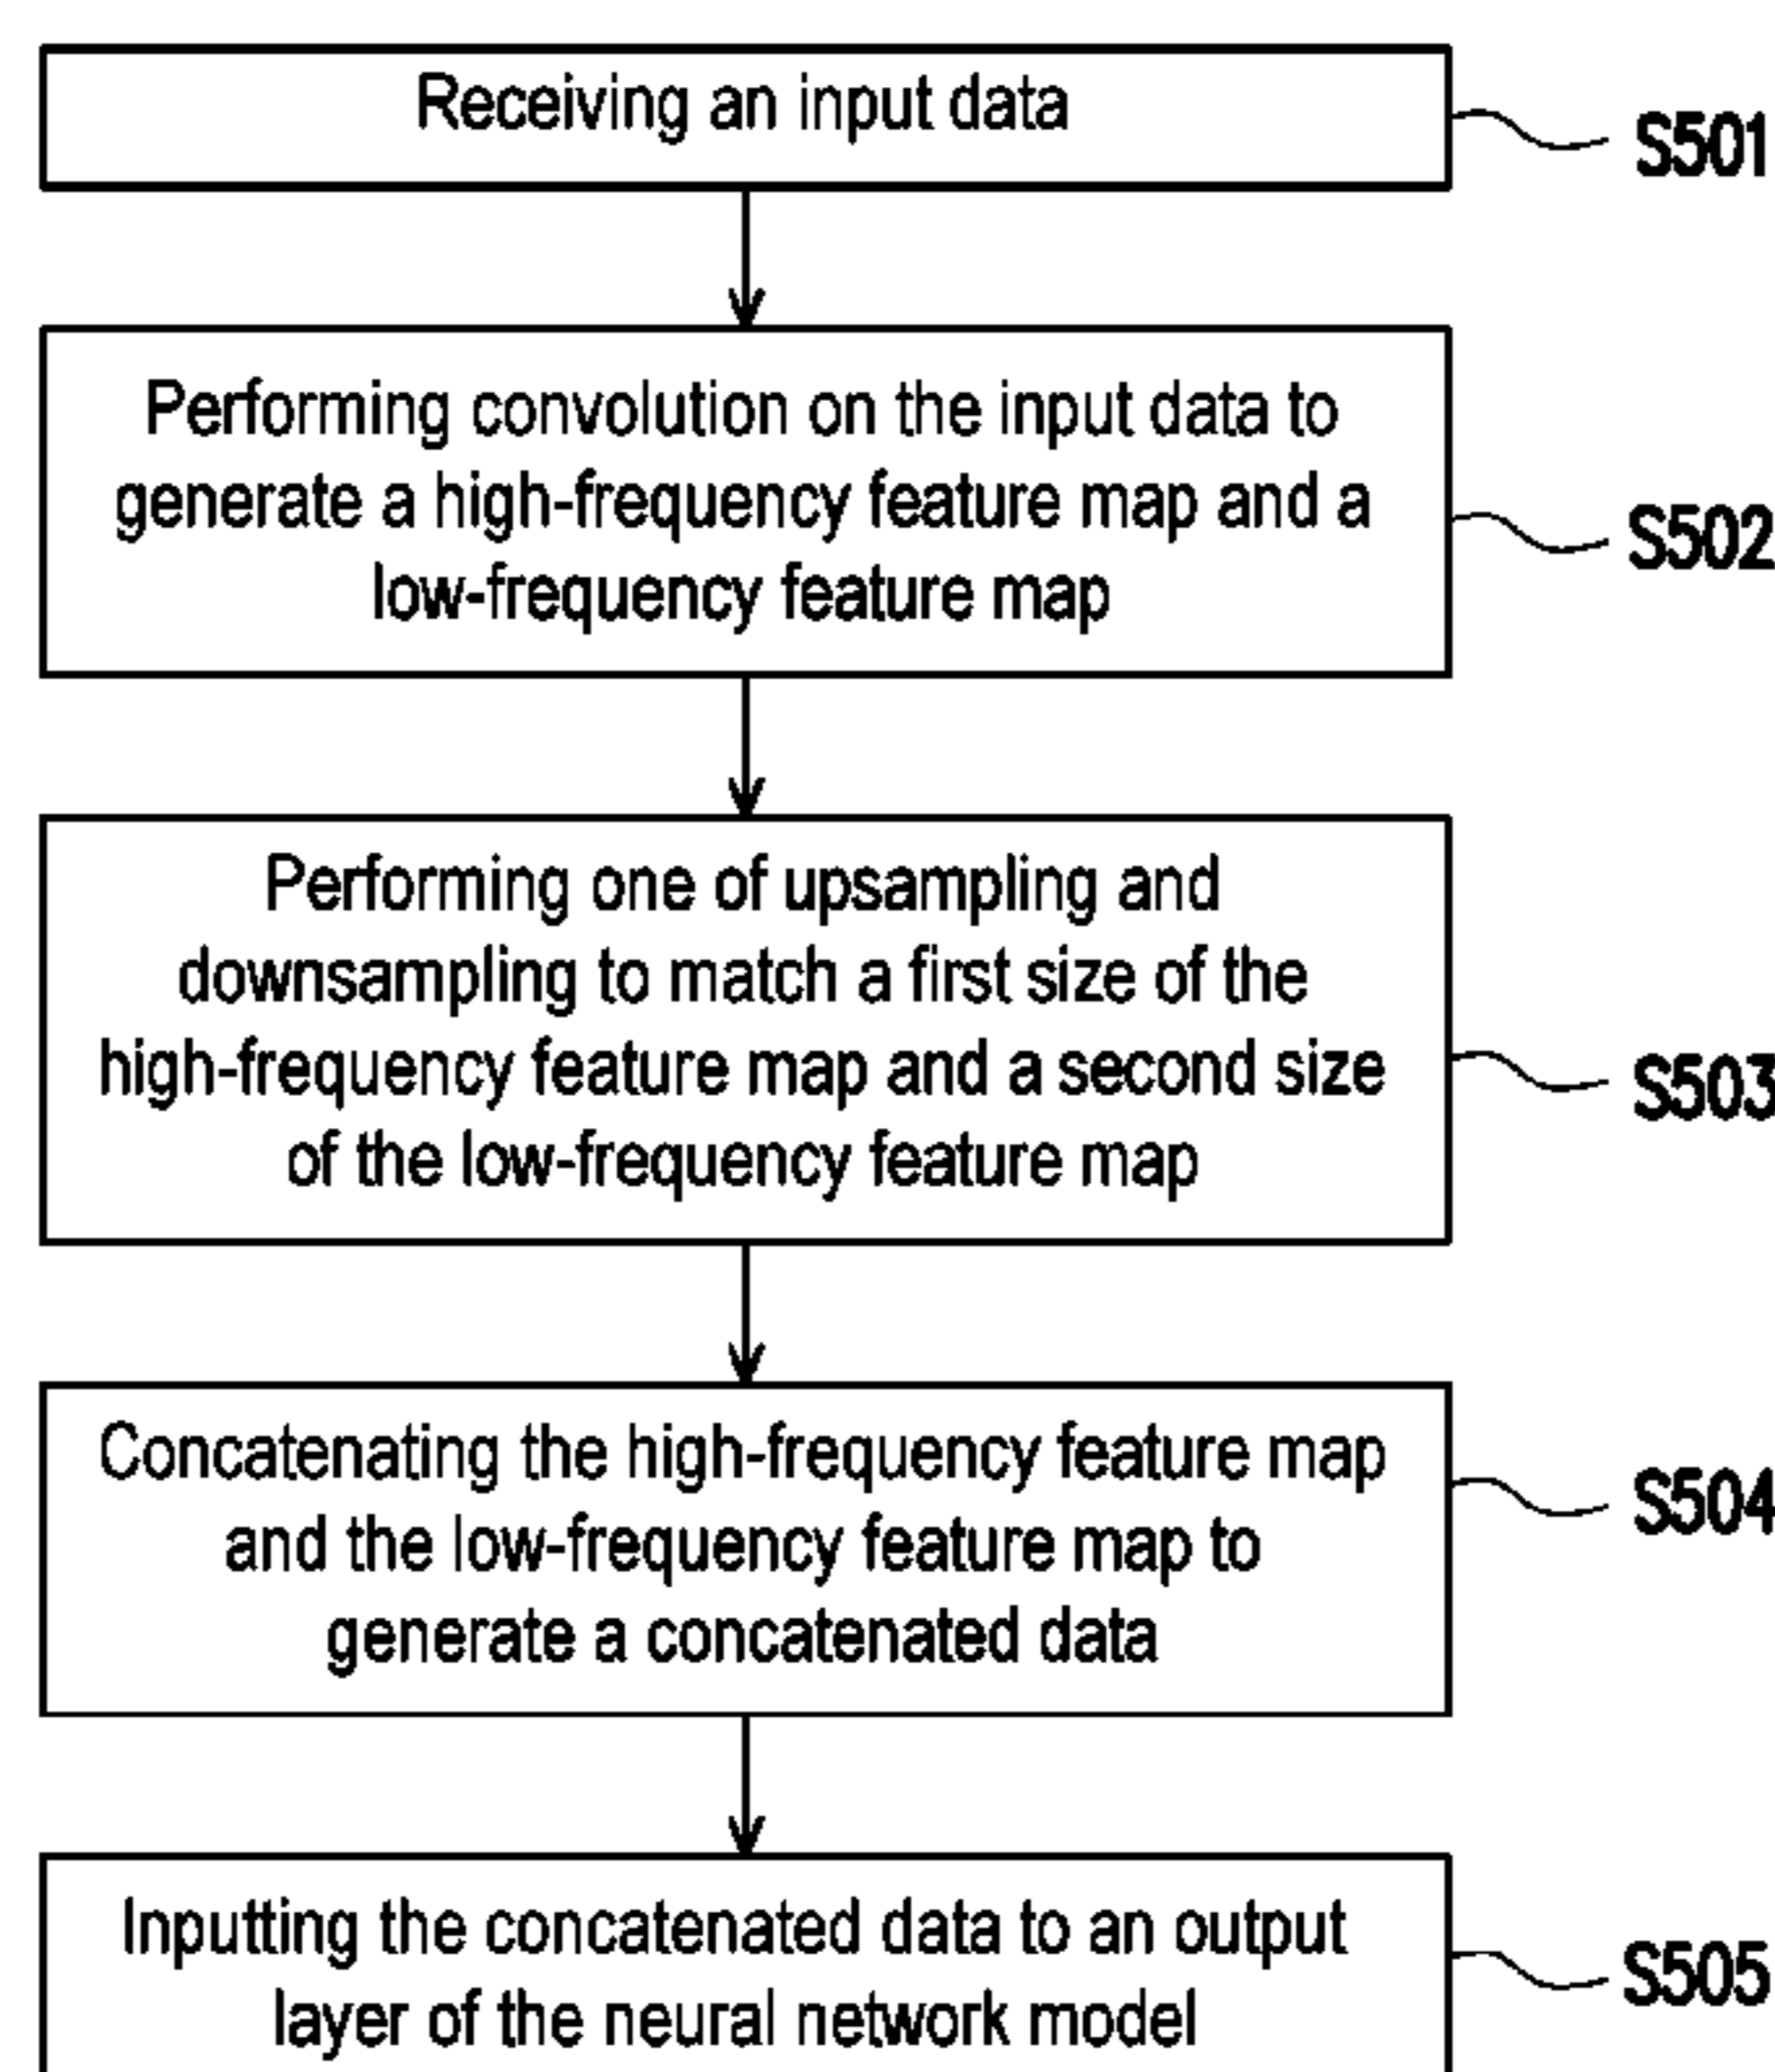 Receiving an input data
S501
Performing convolution on the input data to
generate a high-frequency feature map and a
low-frequency feature map
S502
Performing one of upsampling and
downsampling to match a first size of the
high-frequency feature map and a second size
of the low-frequency feature map
S503
Concatenating the high-frequency feature map
and the low-frequency feature map to
generate a concatenated data
S504
Inputting the concatenated data to an output
layer of the neural network model
S505